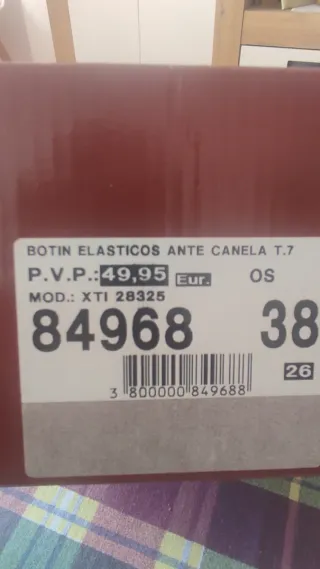 BOTIN ELASTICOS ANTE CANELA T.7
P.V.P.: 49,95 Eur. OS
MOD.: XTI 28325
84968 38
26
3 800000 849688